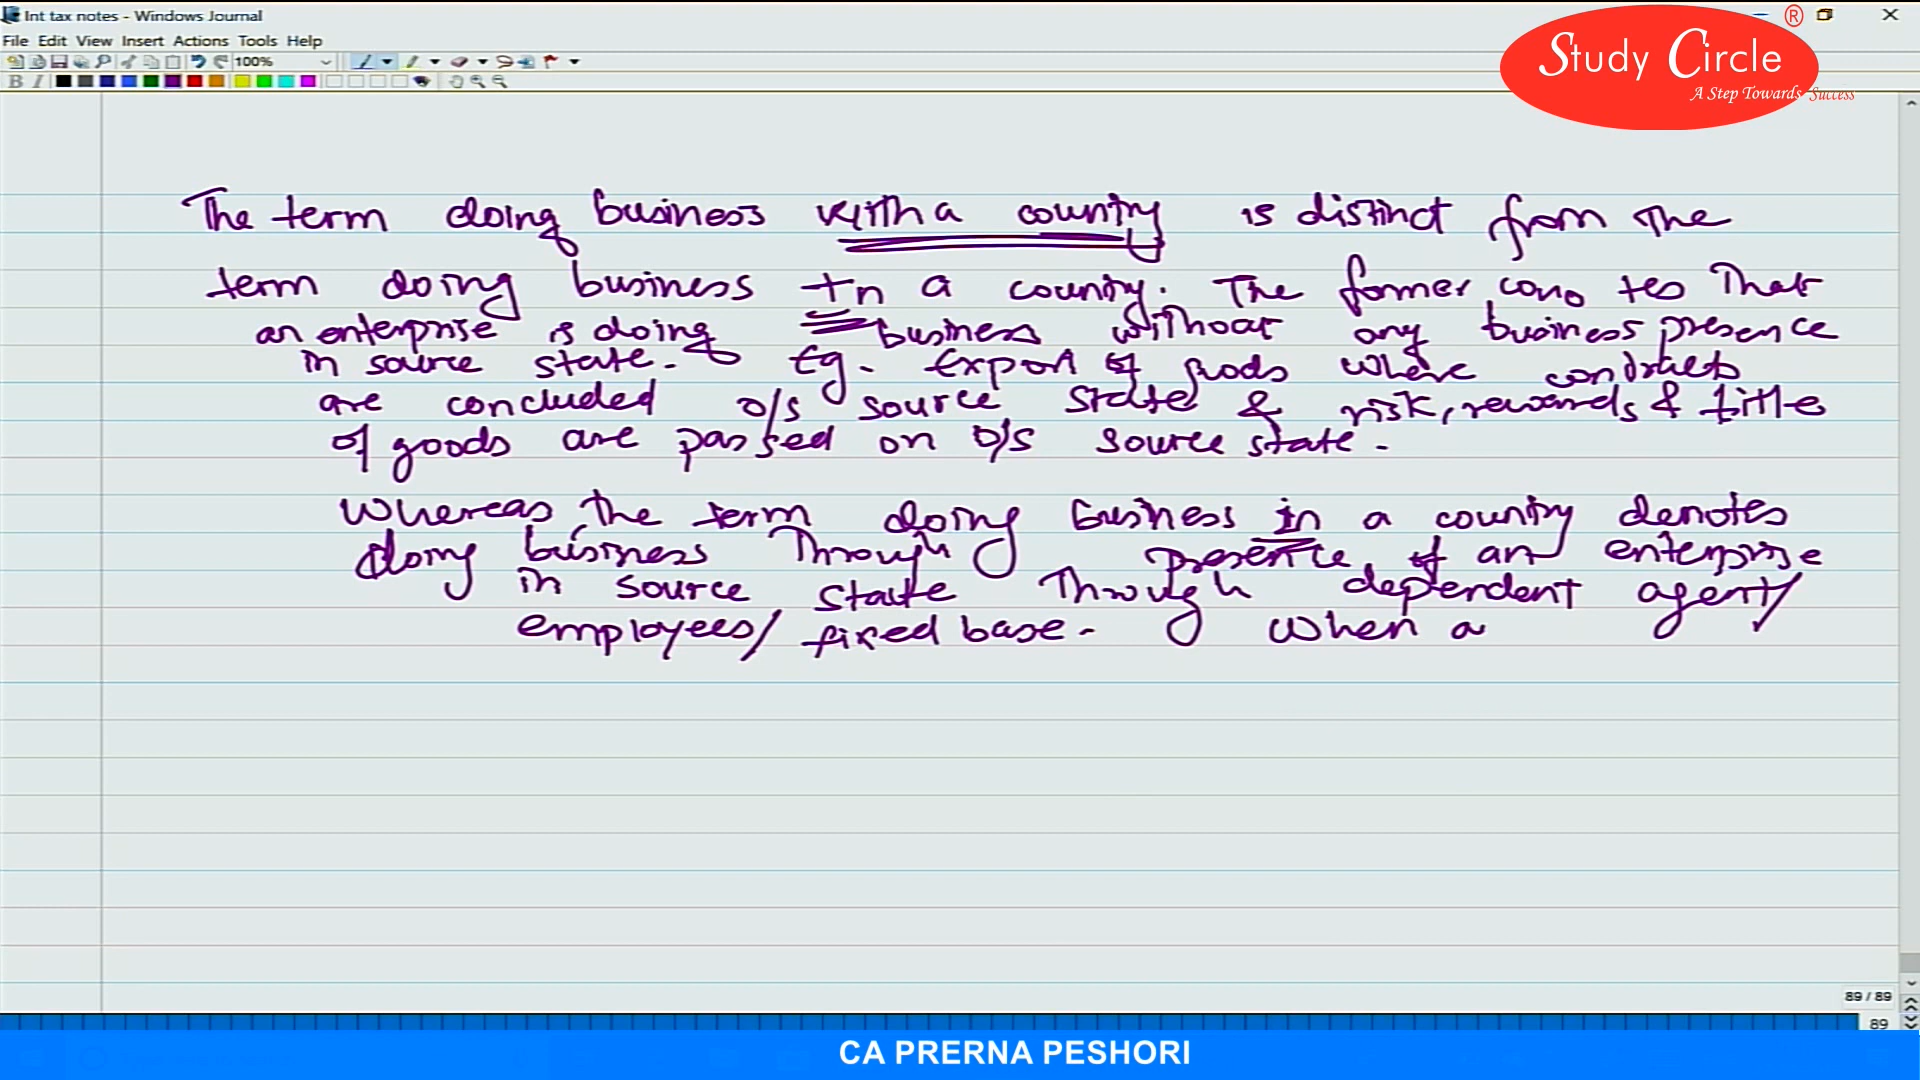 Int tax notes - Windows Journal
File Edit View Insert Actions Tools Help
100%
B I
®
Study Circle
A Step Towards Success
The term doing business with a country is distinct from the
term doing business In a country. The former connotes That
an enterprise is doing business without any business presence
in source state. Eg. Export of goods where contracts
are concluded o/s source state & risk, rewards & title
of goods are passed on o/s source state.
Whereas the term doing business in a country denotes
doing business Through presence of an enterprise
in source state Through dependent agent/
employees/ fixed base. When a
89 / 89
89
CA PRERNA PESHORI